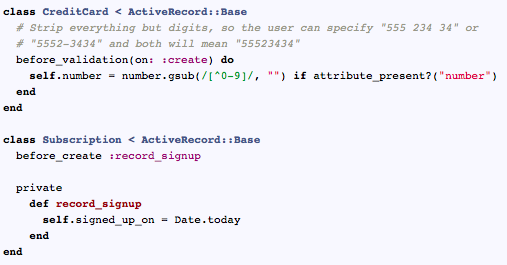 class CreditCard < ActiveRecord::Base
  # Strip everything but digits, so the user can specify "555 234 34" or
  # "5552-3434" and both will mean "55523434"
  before_validation(on: :create) do
    self.number = number.gsub(/[^0-9]/, "") if attribute_present?("number")
  end
end

class Subscription < ActiveRecord::Base
  before_create :record_signup

  private
    def record_signup
      self.signed_up_on = Date.today
    end
end